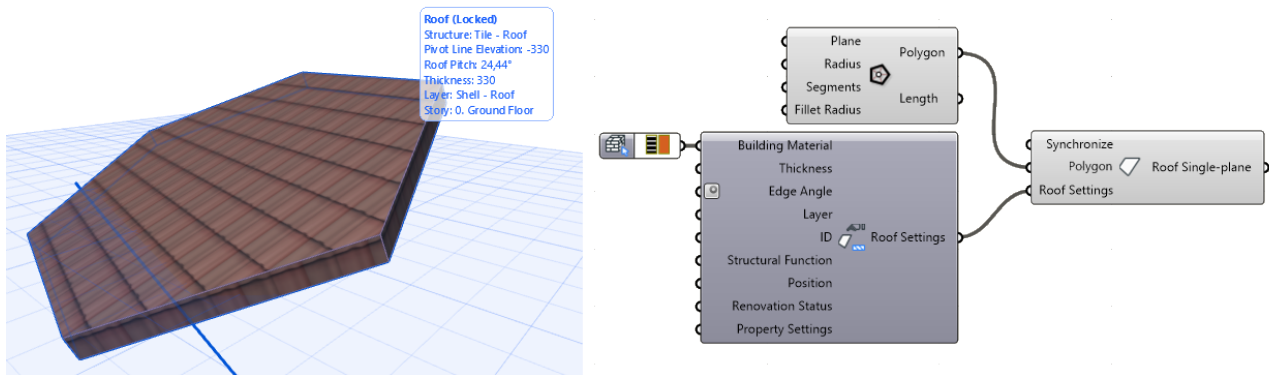 Roof (Locked)
Structure: Tile - Roof
Pivot Line Elevation: -330
Roof Pitch: 24,44°
Thickness: 330
Layer: Shell - Roof
Story: 0. Ground Floor
Plane
Radius
Segments
Fillet Radius
Polygon
Length
Building Material
Thickness
Edge Angle
Layer
ID
Structural Function
Position
Renovation Status
Property Settings
Roof Settings
Synchronize
Polygon
Roof Settings
Roof Single-plane